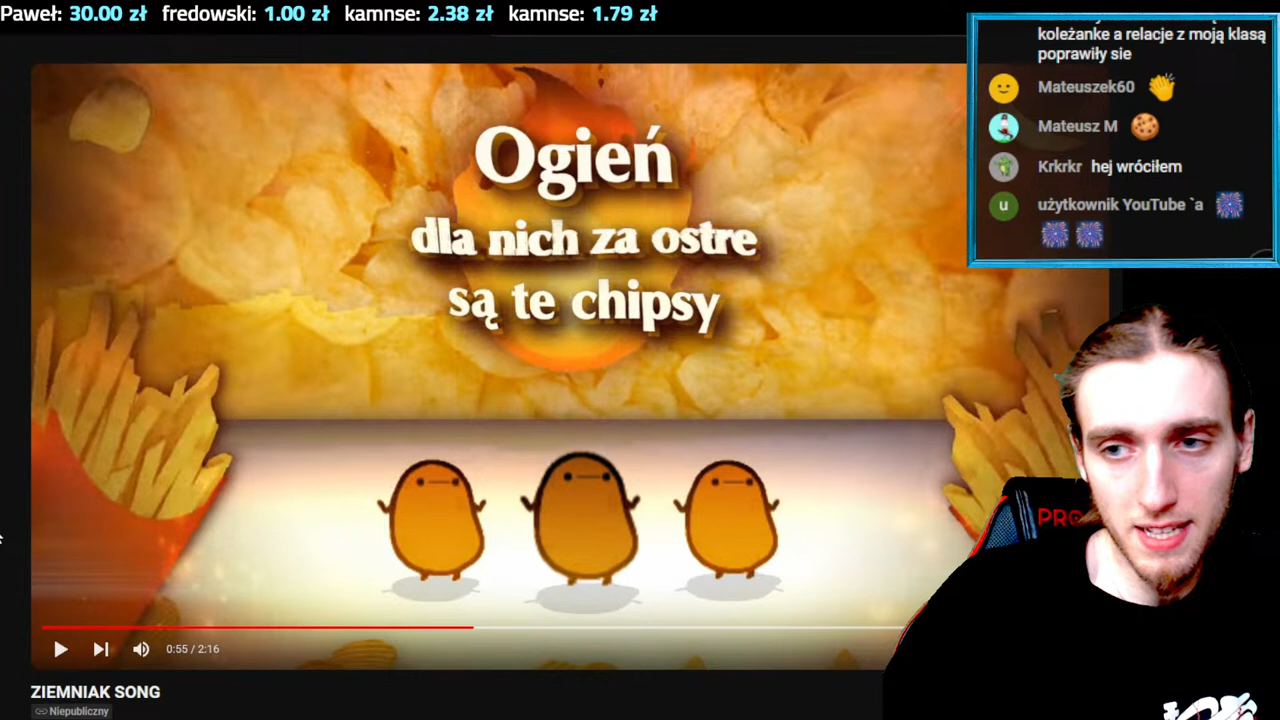 Paweł: 30.00 zł fredowski: 1.00 zł kamnse: 2.38 zł kamnse: 1.79 zł
koleżanke a relacje z moją klasą
poprawiły sie
Mateuszek60
Mateusz M
Krkrkr hej wróciłem
u użytkownik YouTube `a
Ogień
dla nich za ostre
są te chipsy
PRO
0:55 / 2:16
ZIEMNIAK SONG
Niepubliczny